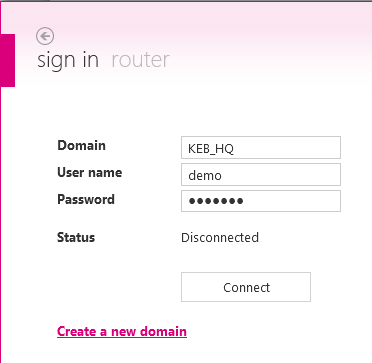 sign in router
Domain KEB_HQ
User name demo
Password ●●●●●●●
Status Disconnected
Connect
Create a new domain